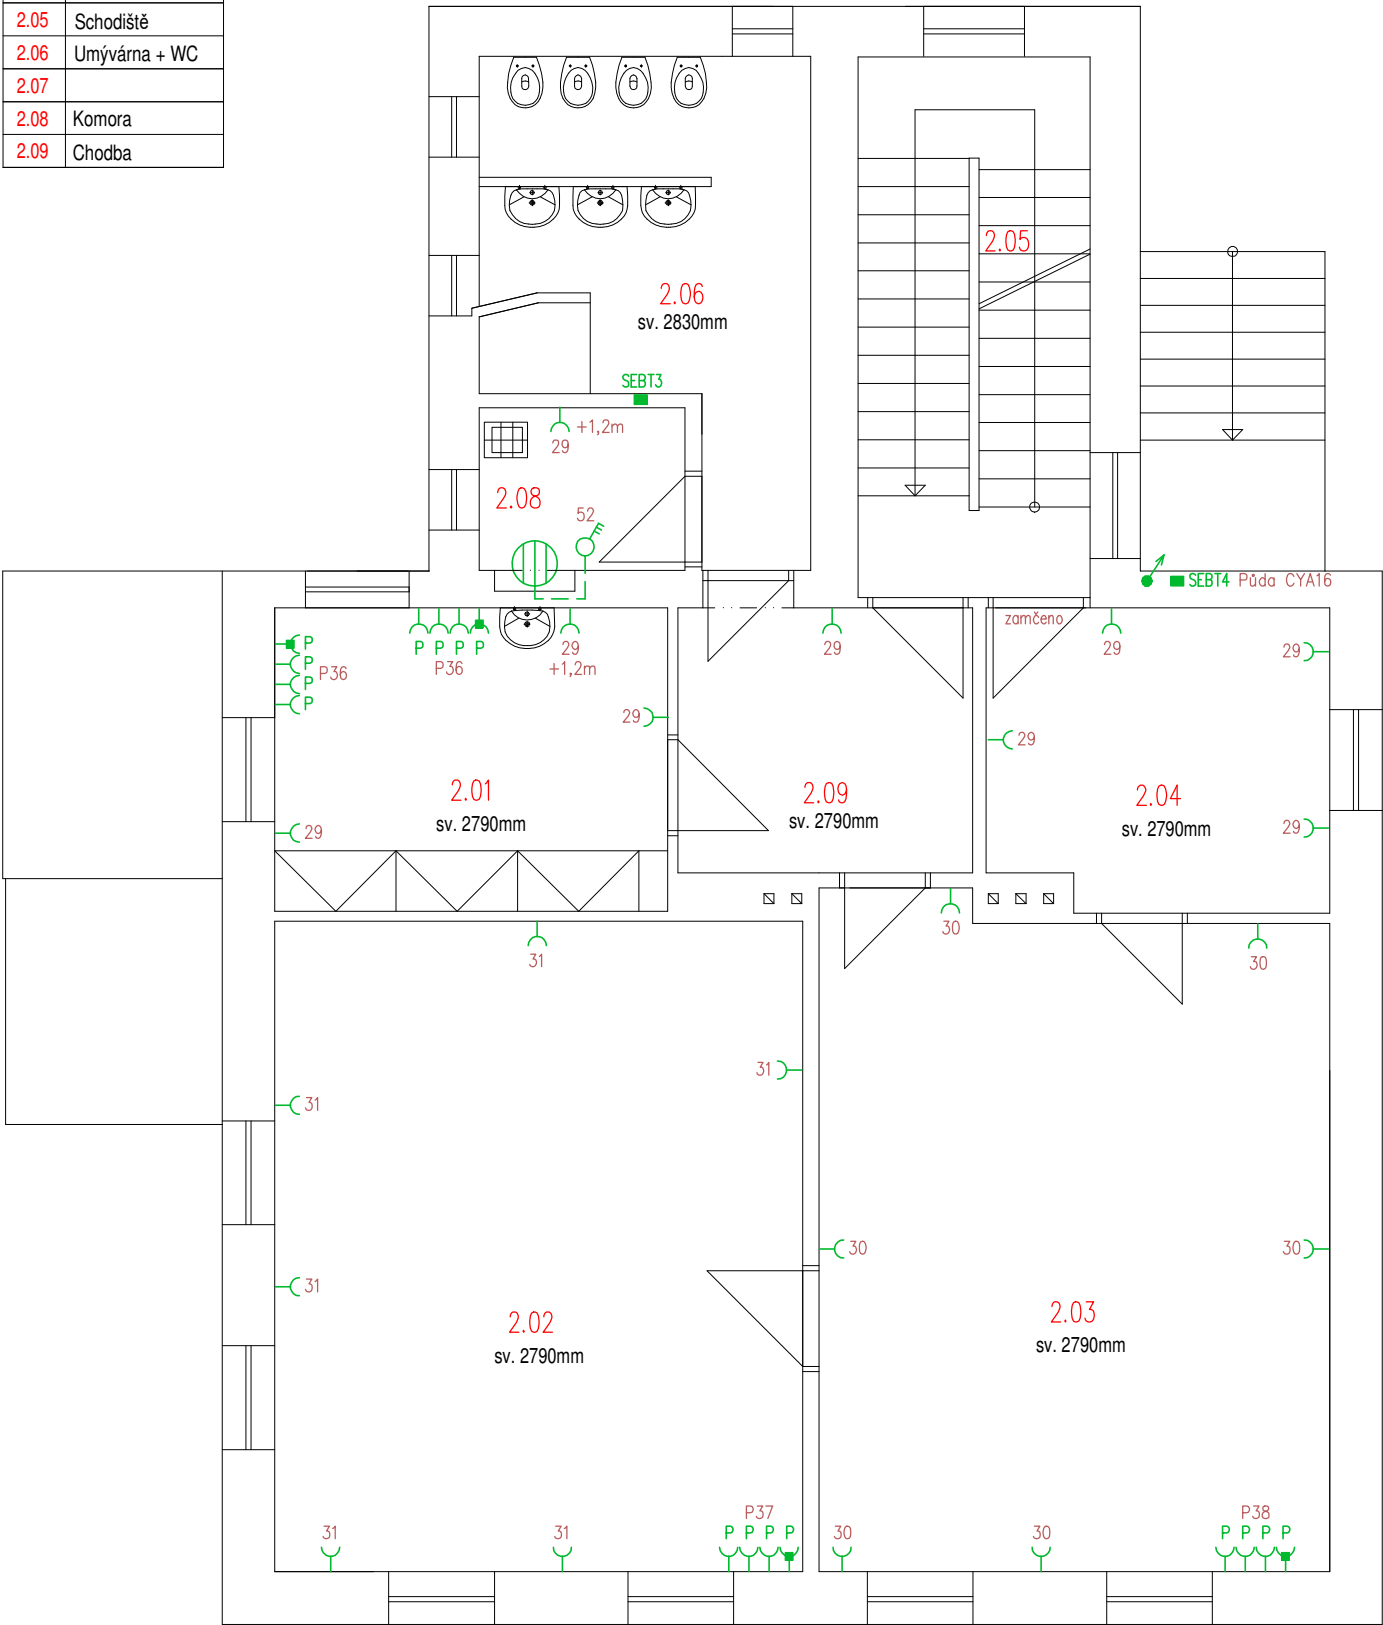 2.05 Schodiště
2.06 Umývárna + WC
2.07
2.08 Komora
2.09 Chodba
2.05
2.06
sv. 2830mm
SEBT3
+1,2m
29
2.08
52
SEBT4 Půda CYA16
zamčeno
P
P
P
P
P36
P P P P
P36
29
+1,2m
29
29
29
29
29
29
29
2.01
sv. 2790mm
2.09
sv. 2790mm
2.04
sv. 2790mm
30
30
31
31
31
31
30
30
2.02
sv. 2790mm
2.03
sv. 2790mm
31
31
P37
P P P P
30
30
P38
P P P P